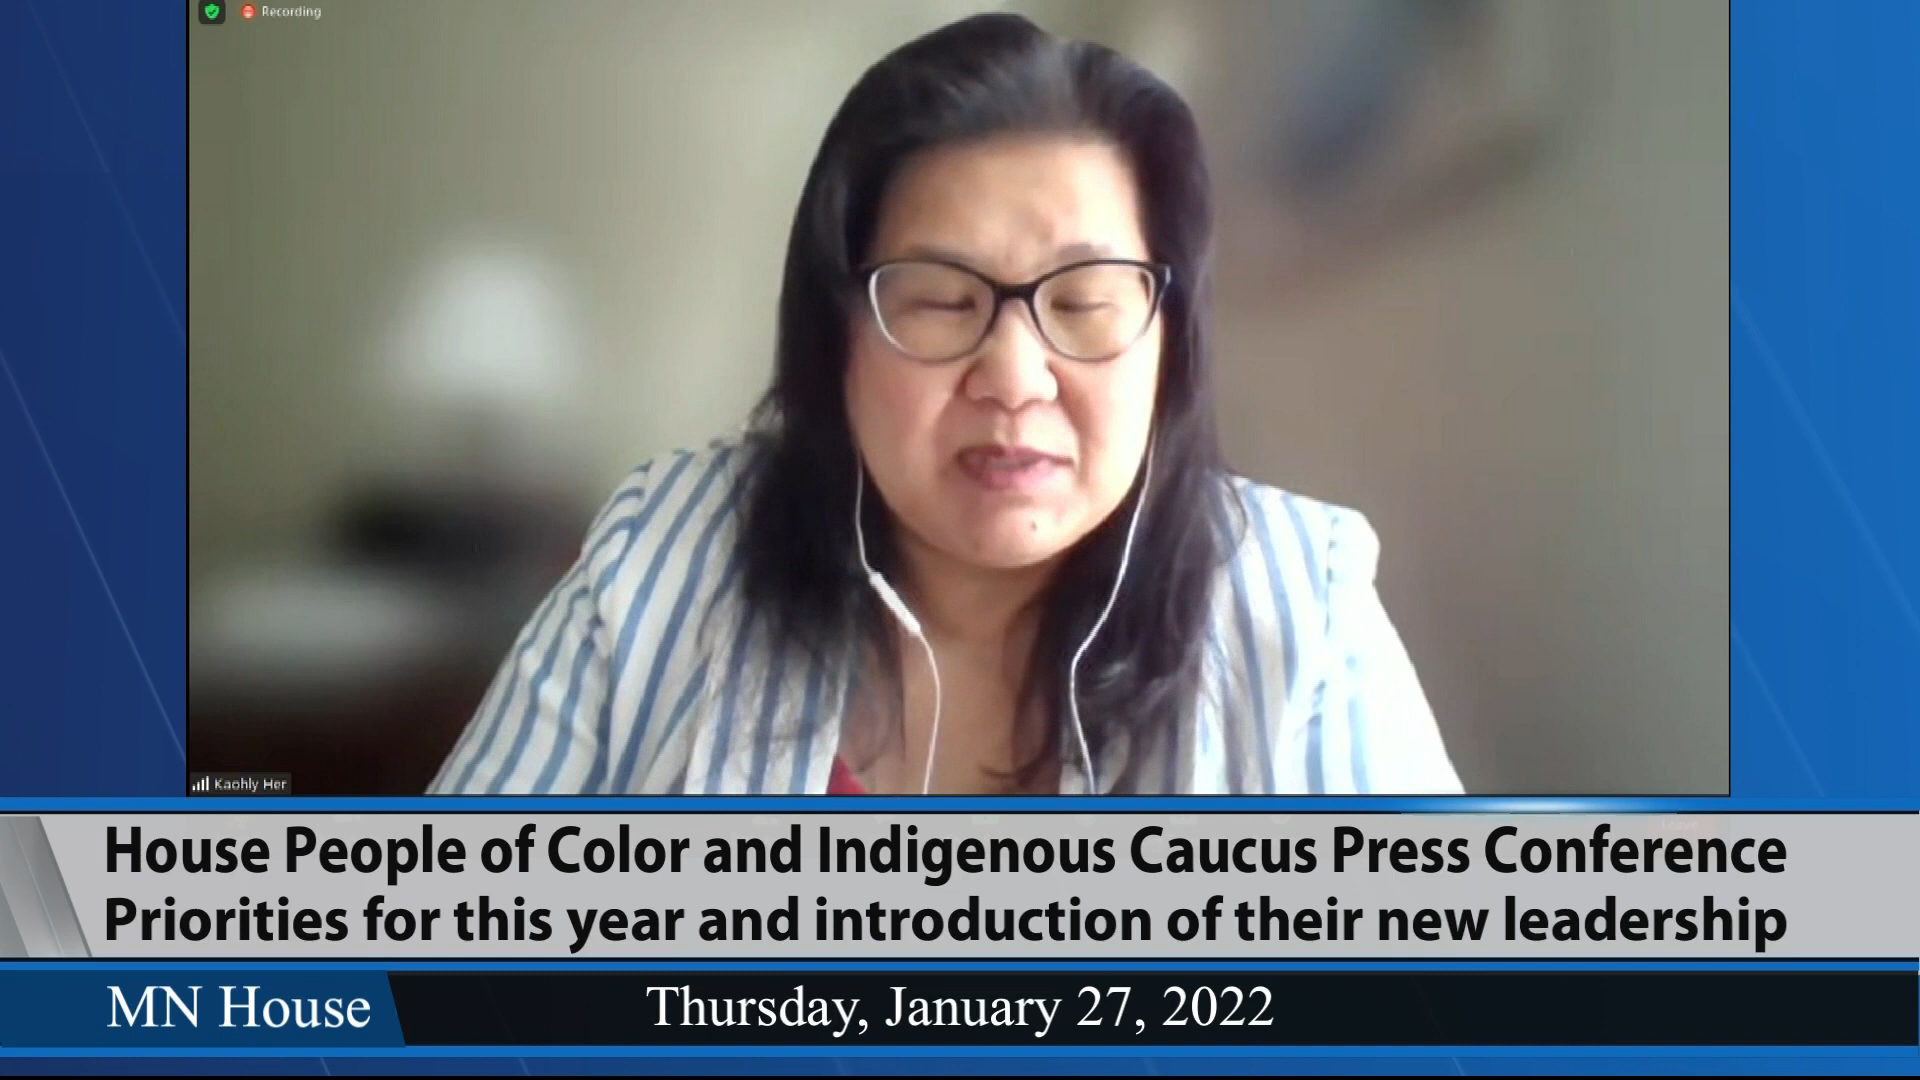 Recording
Kaohly Her
House People of Color and Indigenous Caucus Press Conference
Priorities for this year and introduction of their new leadership
MN House
Thursday, January 27, 2022